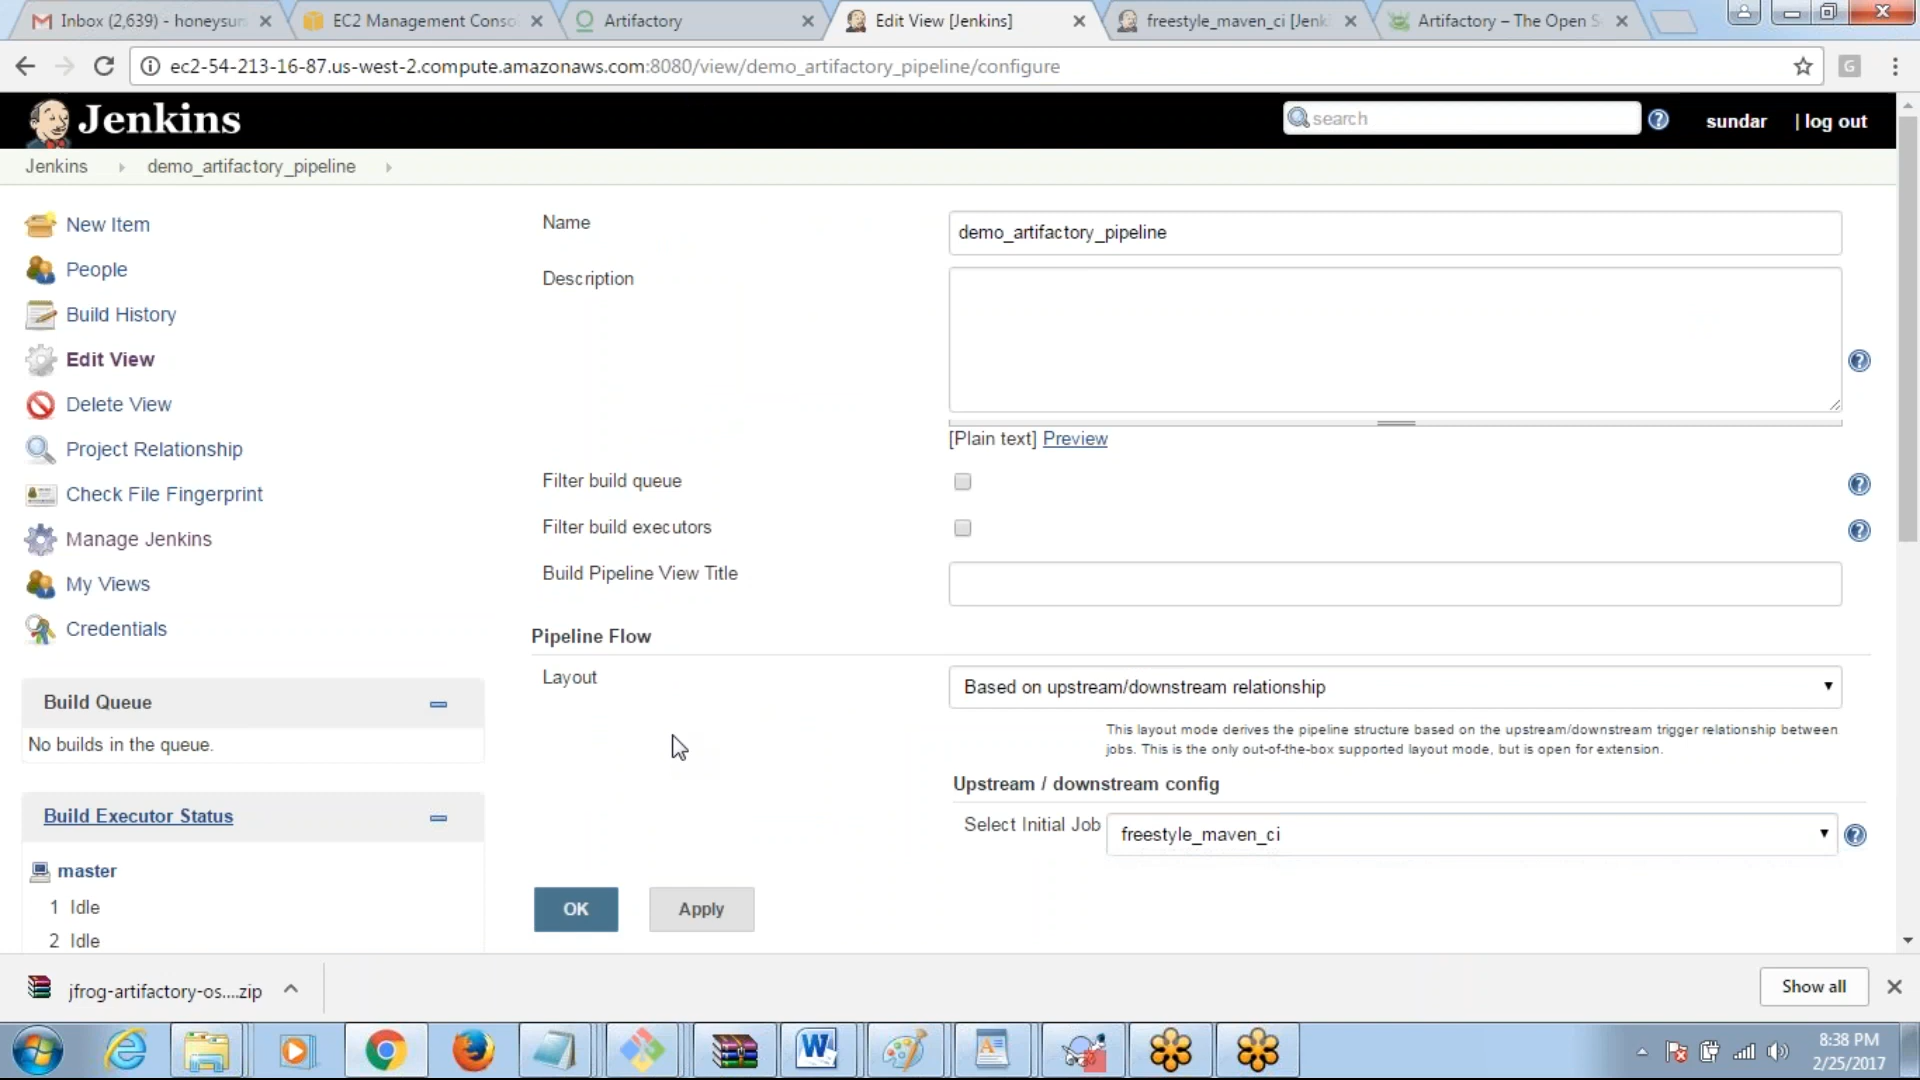 Inbox (2,639) - honeysun
EC2 Management Conso
Artifactory
Edit View [Jenkins]
freestyle_maven_ci [Jenk
Artifactory – The Open S
ec2-54-213-16-87.us-west-2.compute.amazonaws.com:8080/view/demo_artifactory_pipeline/configure
G
Jenkins
search
sundar
| log out
Jenkins
demo_artifactory_pipeline
New Item
People
Build History
Edit View
Delete View
Project Relationship
Check File Fingerprint
Manage Jenkins
My Views
Credentials
Build Queue
No builds in the queue.
Build Executor Status
master
1 Idle
2 Idle
Name
demo_artifactory_pipeline
Description
[Plain text] Preview
Filter build queue
Filter build executors
Build Pipeline View Title
Pipeline Flow
Layout
Based on upstream/downstream relationship
This layout mode derives the pipeline structure based on the upstream/downstream trigger relationship between
jobs. This is the only out-of-the-box supported layout mode, but is open for extension.
Upstream / downstream config
Select Initial Job
freestyle_maven_ci
OK
Apply
jfrog-artifactory-os....zip
Show all
8:38 PM
2/25/2017